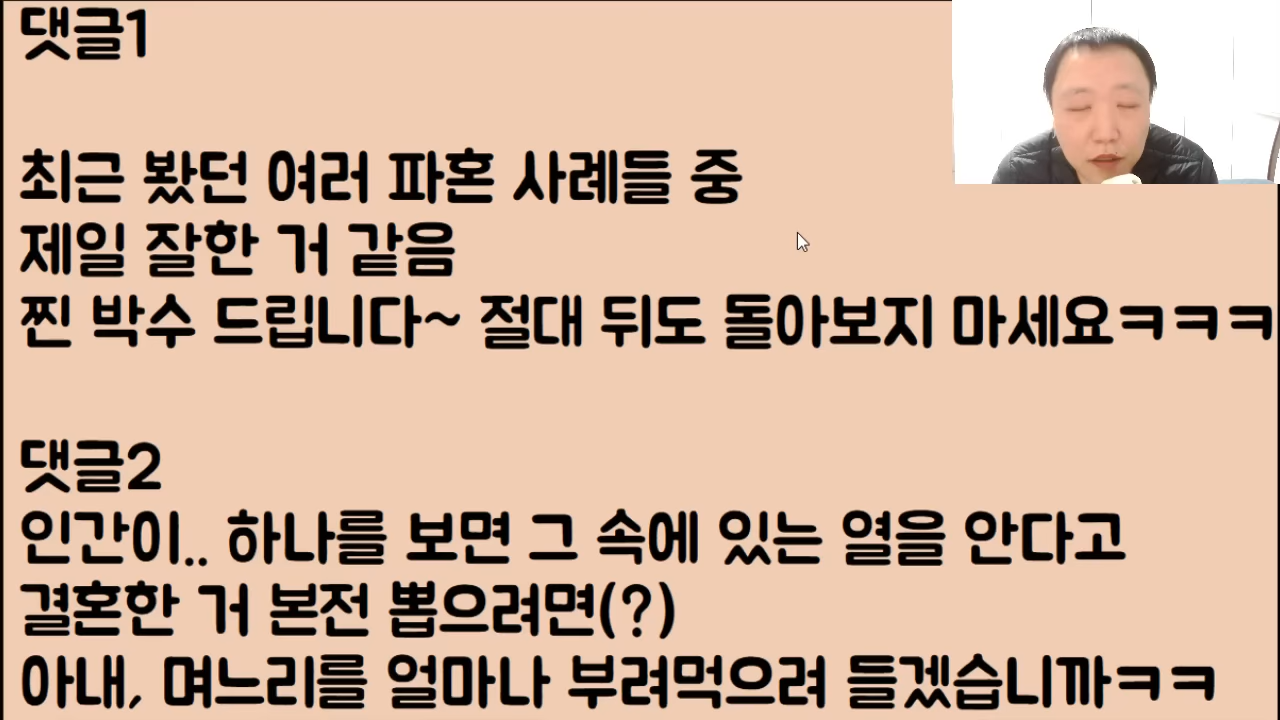 댓글1
최근 봤던 여러 파혼 사례들 중
제일 잘한 거 같음
찐 박수 드립니다~ 절대 뒤도 돌아보지 마세요ㅋㅋㅋ
댓글2
인간이.. 하나를 보면 그 속에 있는 열을 안다고
결혼한 거 본전 뽑으려면(?)
아내, 며느리를 얼마나 부려먹으려 들겠습니까ㅋㅋ